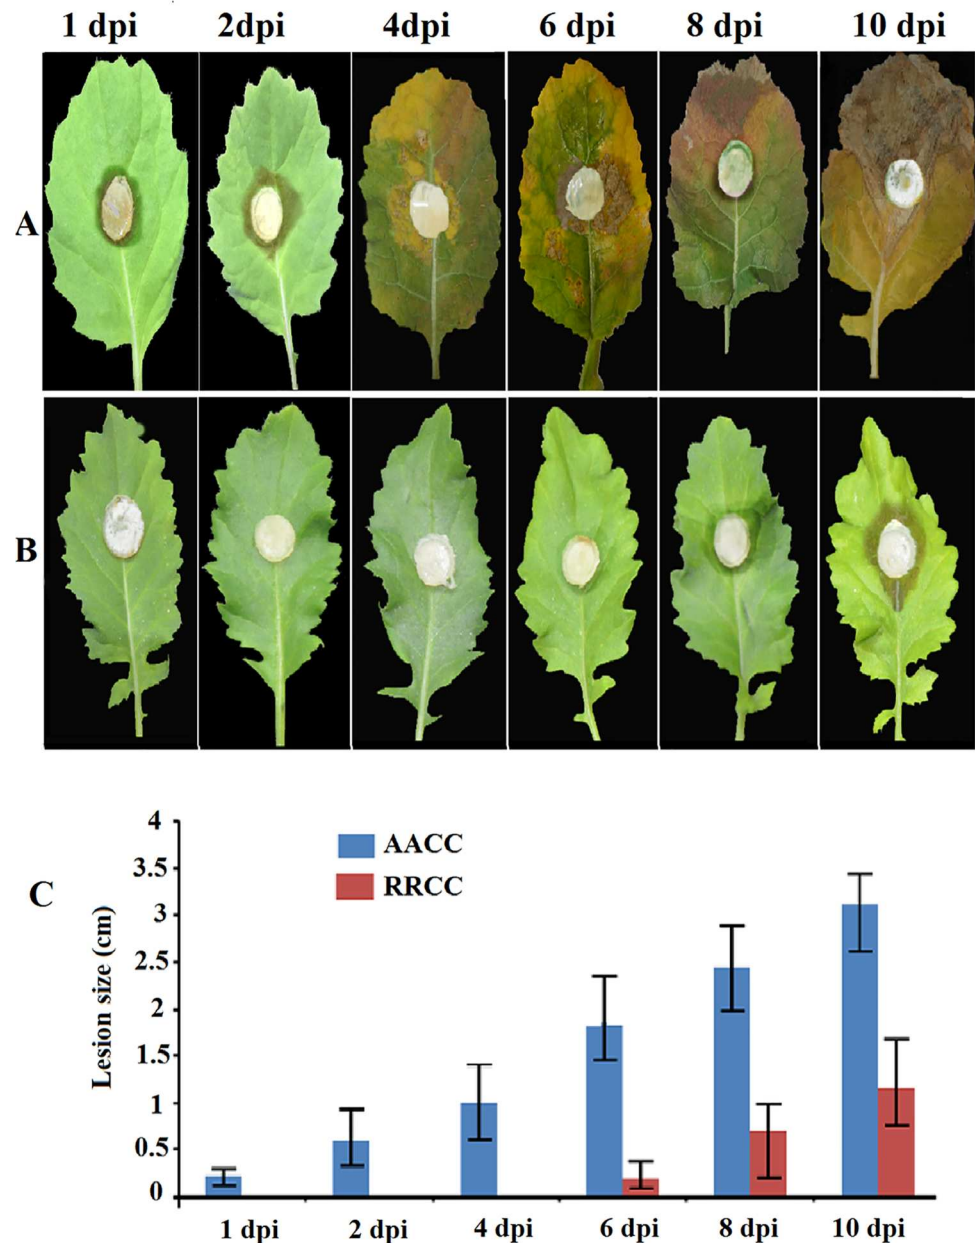 1 dpi 2dpi 4dpi 6 dpi 8 dpi 10 dpi
A
B
C
4
3.5
3
2.5
2
1.5
1
0.5
0
Lesion size (cm)
AACC
RRCC
1 dpi 2 dpi 4 dpi 6 dpi 8 dpi 10 dpi